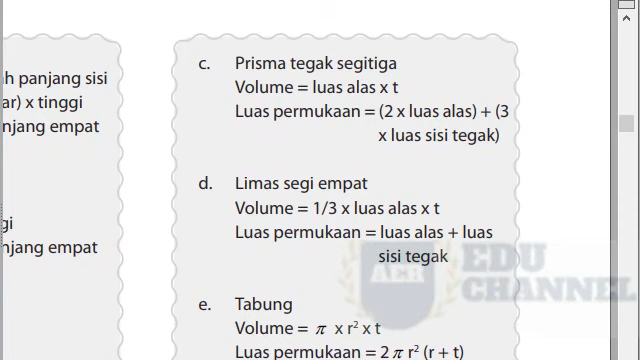 h panjang sisi
ar) x tinggi
njang empat
gi
njang empat
c. Prisma tegak segitiga
Volume = luas alas x t
Luas permukaan = (2 x luas alas) + (3
x luas sisi tegak)
d. Limas segi empat
Volume = 1/3 x luas alas x t
Luas permukaan = luas alas + luas
sisi tegak
e. Tabung
Volume = π x r² x t
Luas permukaan = 2 π r² (r + t)
AER
EDU
CHANNEL